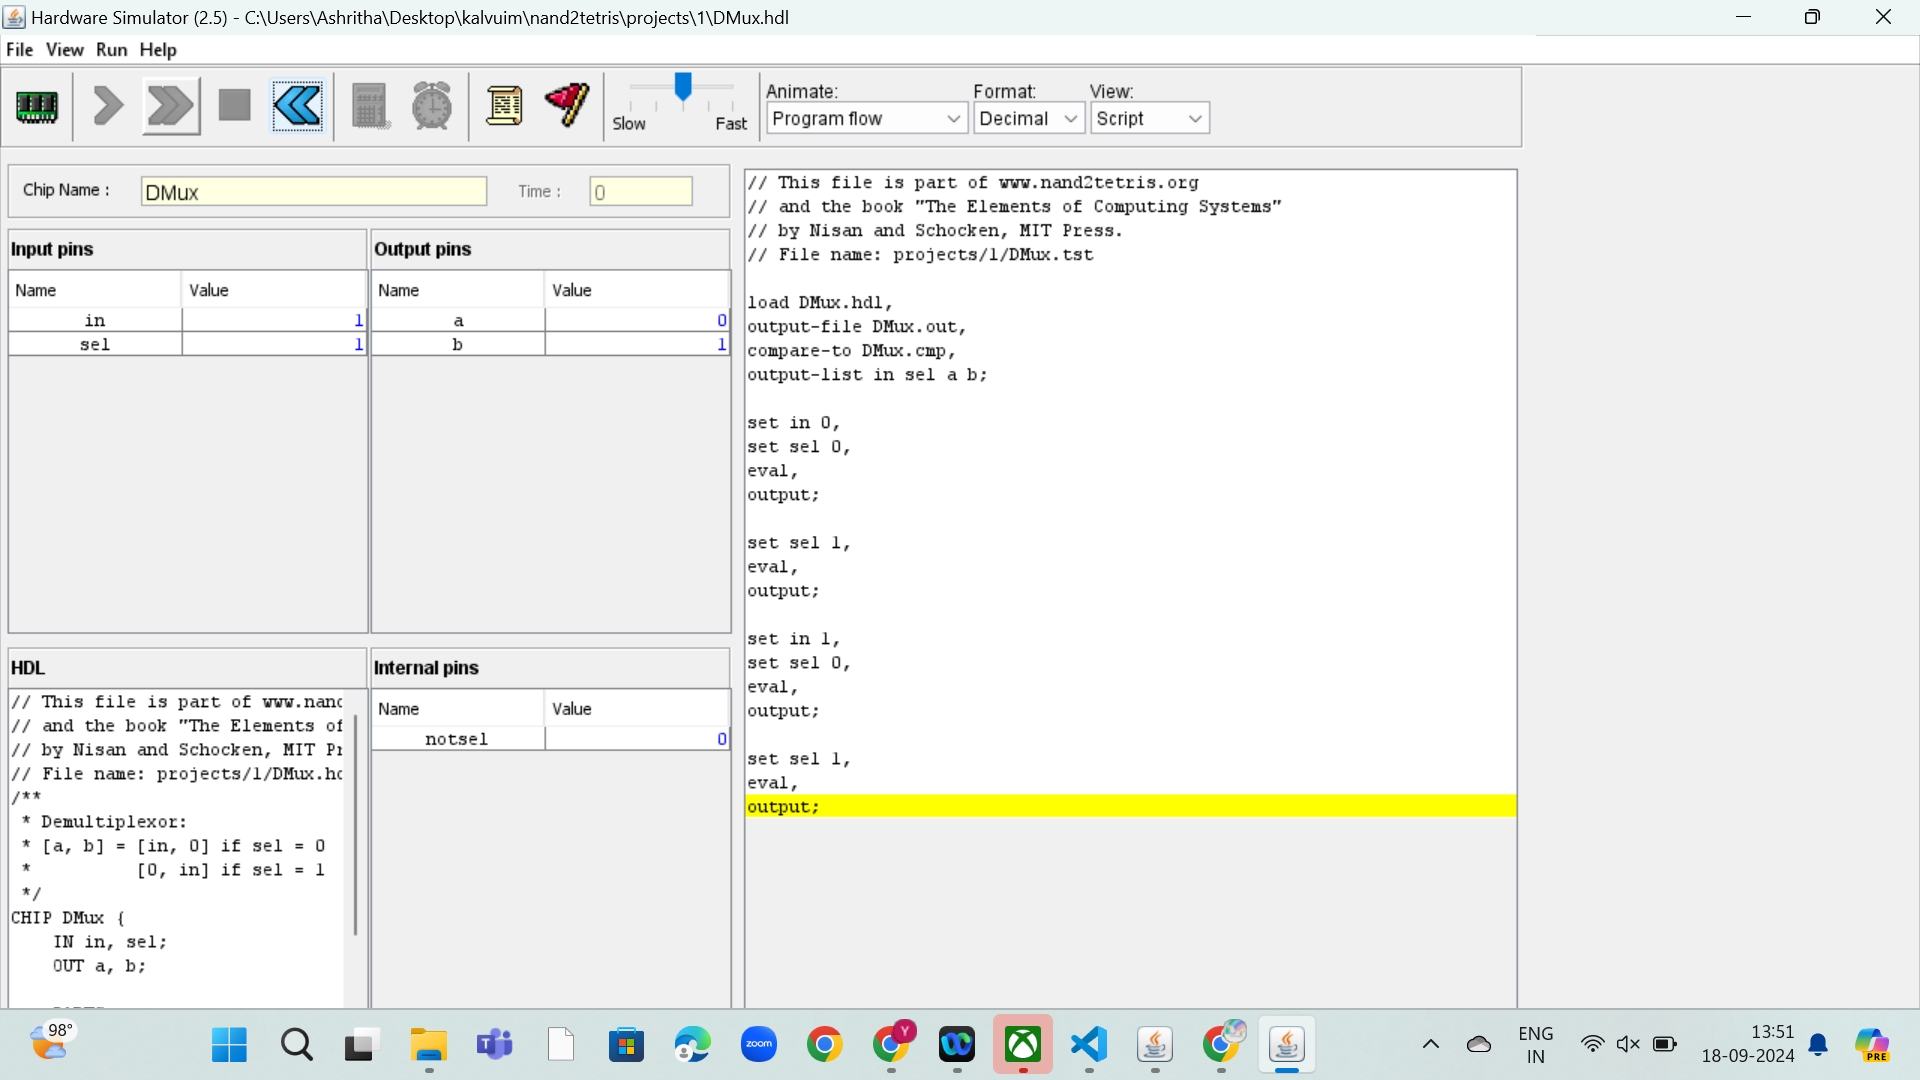 Hardware Simulator (2.5) - C:\Users\Ashritha\Desktop\kalvuim\nand2tetris\projects\1\DMux.hdl
File View Run Help
Slow Fast
Animate: Format: View:
Program flow Decimal Script
Chip Name : DMux Time : 0
Input pins
Name Value
in 1
sel 1
Output pins
Name Value
a 0
b 1
HDL
// This file is part of www.nand
// and the book "The Elements of
// by Nisan and Schocken, MIT Pr
// File name: projects/1/DMux.hd
/**
* Demultiplexor:
* [a, b] = [in, 0] if sel = 0
* [0, in] if sel = 1
*/
CHIP DMux {
IN in, sel;
OUT a, b;
Internal pins
Name Value
notsel 0
// This file is part of www.nand2tetris.org
// and the book "The Elements of Computing Systems"
// by Nisan and Schocken, MIT Press.
// File name: projects/1/DMux.tst
load DMux.hdl,
output-file DMux.out,
compare-to DMux.cmp,
output-list in sel a b;
set in 0,
set sel 0,
eval,
output;
set sel 1,
eval,
output;
set in 1,
set sel 0,
eval,
output;
set sel 1,
eval,
output;
98°
zoom
Y
ENG
IN
13:51
18-09-2024
PRE